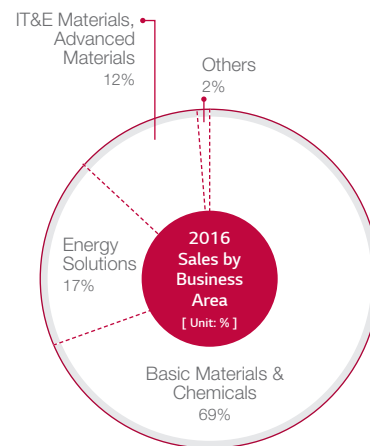 IT&E Materials,
Advanced
Materials
12%
Others
2%
Energy
Solutions
17%
2016
Sales by
Business
Area
[ Unit: % ]
Basic Materials &
Chemicals
69%